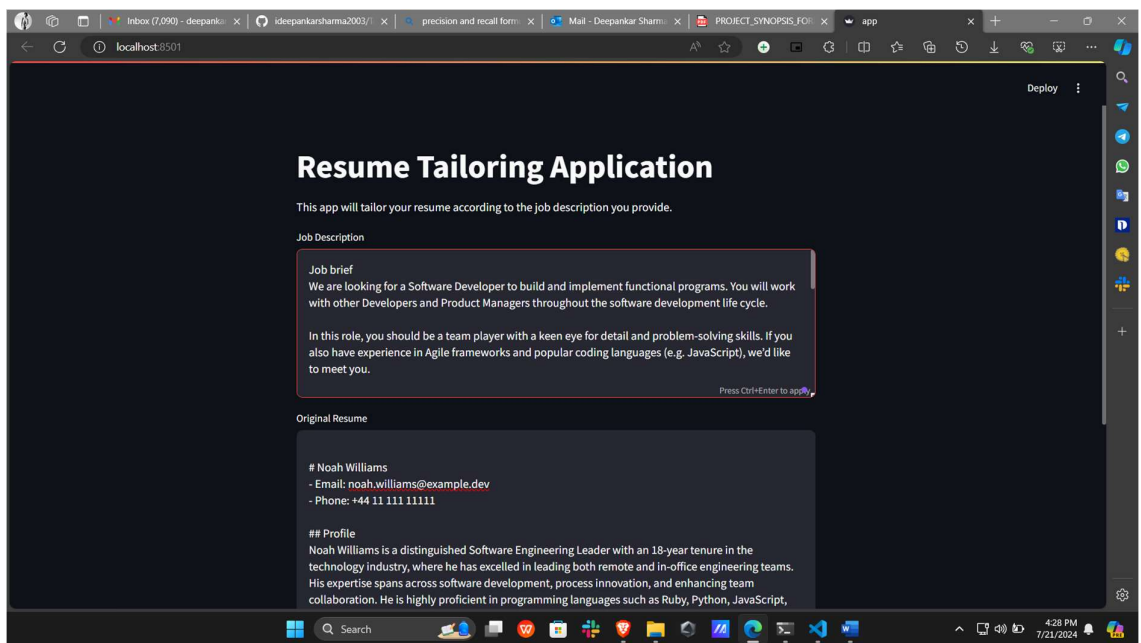 Inbox (7,090) - deepanka
ideepankarsharma2003/
precision and recall form
Mail - Deepankar Sharma
PROJECT_SYNOPSIS_FOR
app
localhost:8501
Deploy
Resume Tailoring Application
This app will tailor your resume according to the job description you provide.
Job Description
Job brief
We are looking for a Software Developer to build and implement functional programs. You will work
with other Developers and Product Managers throughout the software development life cycle.
In this role, you should be a team player with a keen eye for detail and problem-solving skills. If you
also have experience in Agile frameworks and popular coding languages (e.g. JavaScript), we'd like
to meet you.
Press Ctrl+Enter to apply
Original Resume
# Noah Williams
- Email: noah.williams@example.dev
- Phone: +44 11 111 11111
## Profile
Noah Williams is a distinguished Software Engineering Leader with an 18-year tenure in the
technology industry, where he has excelled in leading both remote and in-office engineering teams.
His expertise spans across software development, process innovation, and enhancing team
collaboration. He is highly proficient in programming languages such as Ruby, Python, JavaScript,
Search
4:28 PM
7/21/2024